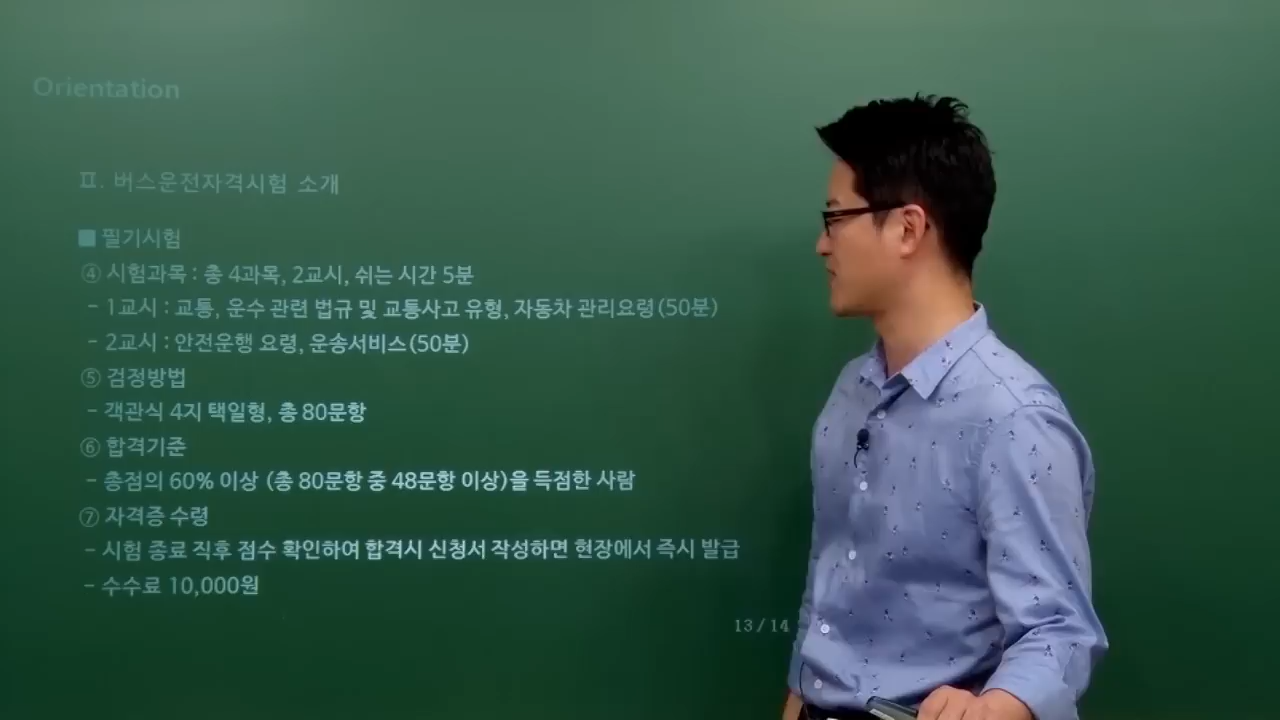 Orientation
Ⅱ. 버스운전자격시험 소개
■ 필기시험
④ 시험과목 : 총 4과목, 2교시, 쉬는 시간 5분
- 1교시 : 교통, 운수 관련 법규 및 교통사고 유형, 자동차 관리요령(50분)
- 2교시 : 안전운행 요령, 운송서비스(50분)
⑤ 검정방법
- 객관식 4지 택일형, 총 80문항
⑥ 합격기준
- 총점의 60% 이상 (총 80문항 중 48문항 이상)을 득점한 사람
⑦ 자격증 수령
- 시험 종료 직후 점수 확인하여 합격시 신청서 작성하면 현장에서 즉시 발급
- 수수료 10,000원
13 / 14